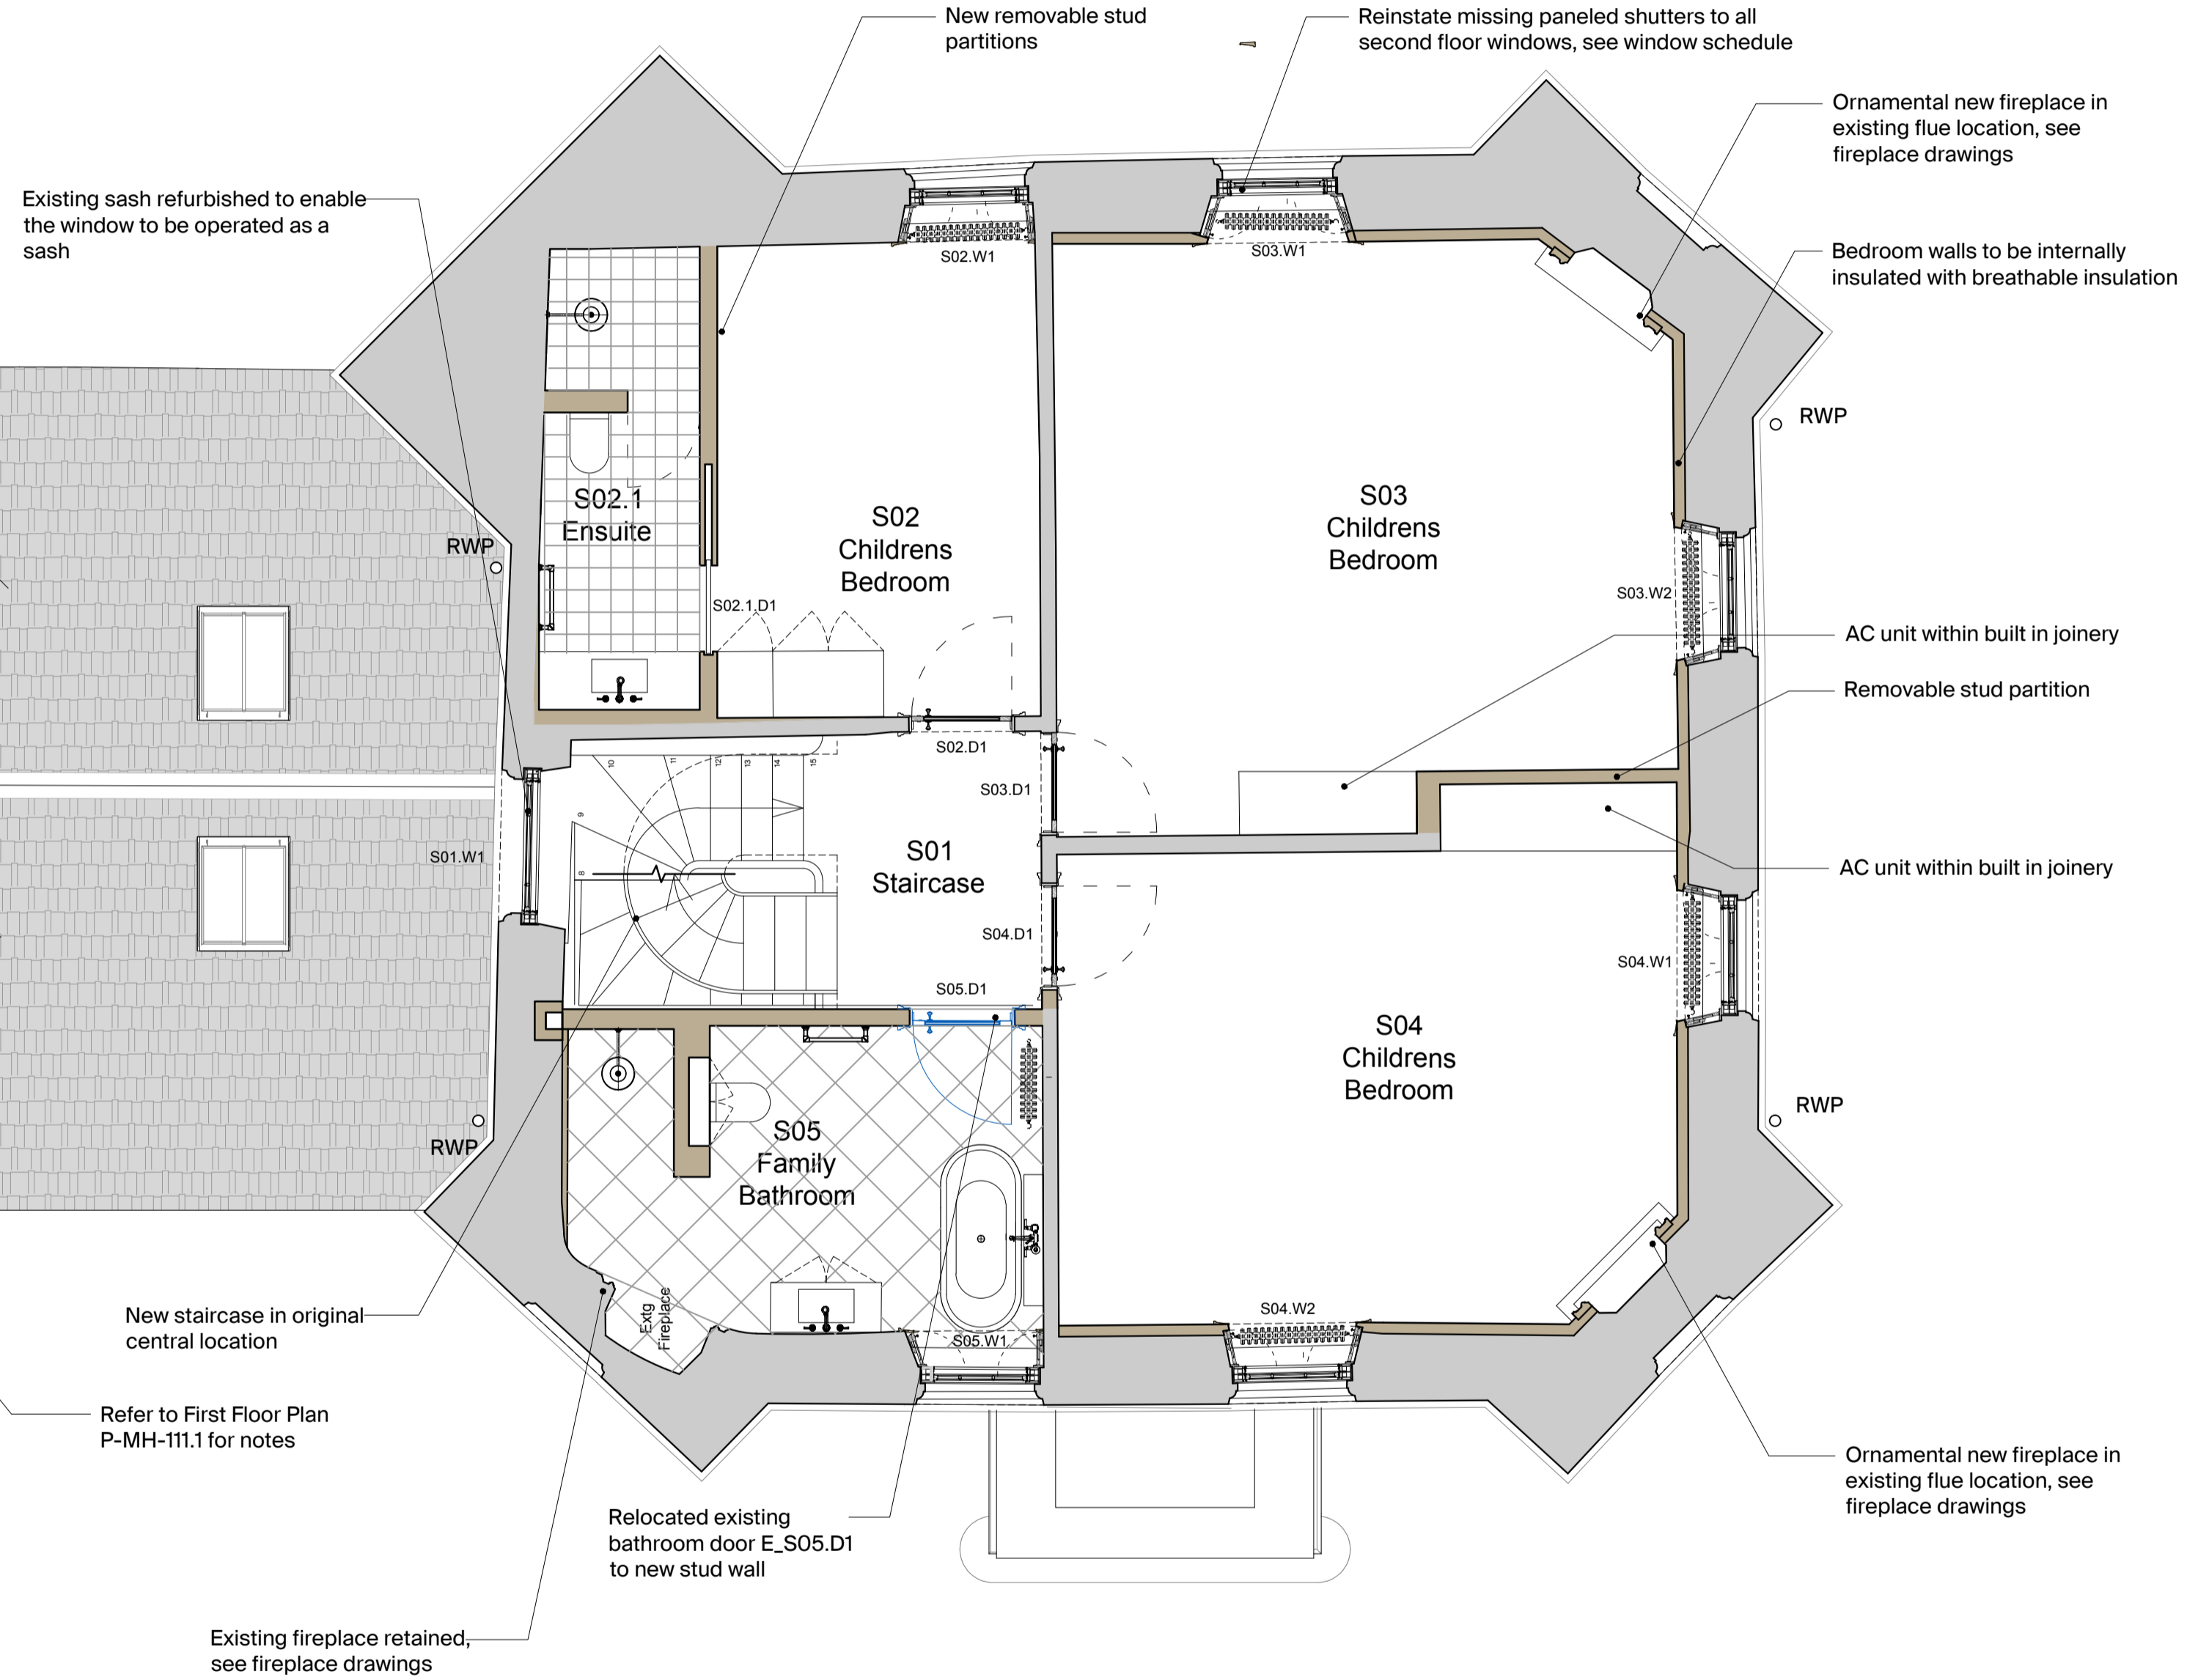 New removable stud
partitions
Reinstate missing paneled shutters to all
second floor windows, see window schedule
Ornamental new fireplace in
existing flue location, see
fireplace drawings
Existing sash refurbished to enable
the window to be operated as a
sash
Bedroom walls to be internally
insulated with breathable insulation
S02.W1
S03.W1
RWP
S02.1
Ensuite
S02
Childrens
Bedroom
S03
Childrens
Bedroom
RWP
S02.1.D1
S03.W2
AC unit within built in joinery
Removable stud partition
S02.D1
10
11
12
13
14
15
9
8
S03.D1
S01.W1
S01
Staircase
AC unit within built in joinery
S04.D1
S04.W1
S05.D1
S04
Childrens
Bedroom
RWP
RWP
S05
Family
Bathroom
Extg
Fireplace
S04.W2
S05.W1
New staircase in original
central location
Refer to First Floor Plan
P-MH-111.1 for notes
Ornamental new fireplace in
existing flue location, see
fireplace drawings
Relocated existing
bathroom door E_S05.D1
to new stud wall
Existing fireplace retained,
see fireplace drawings